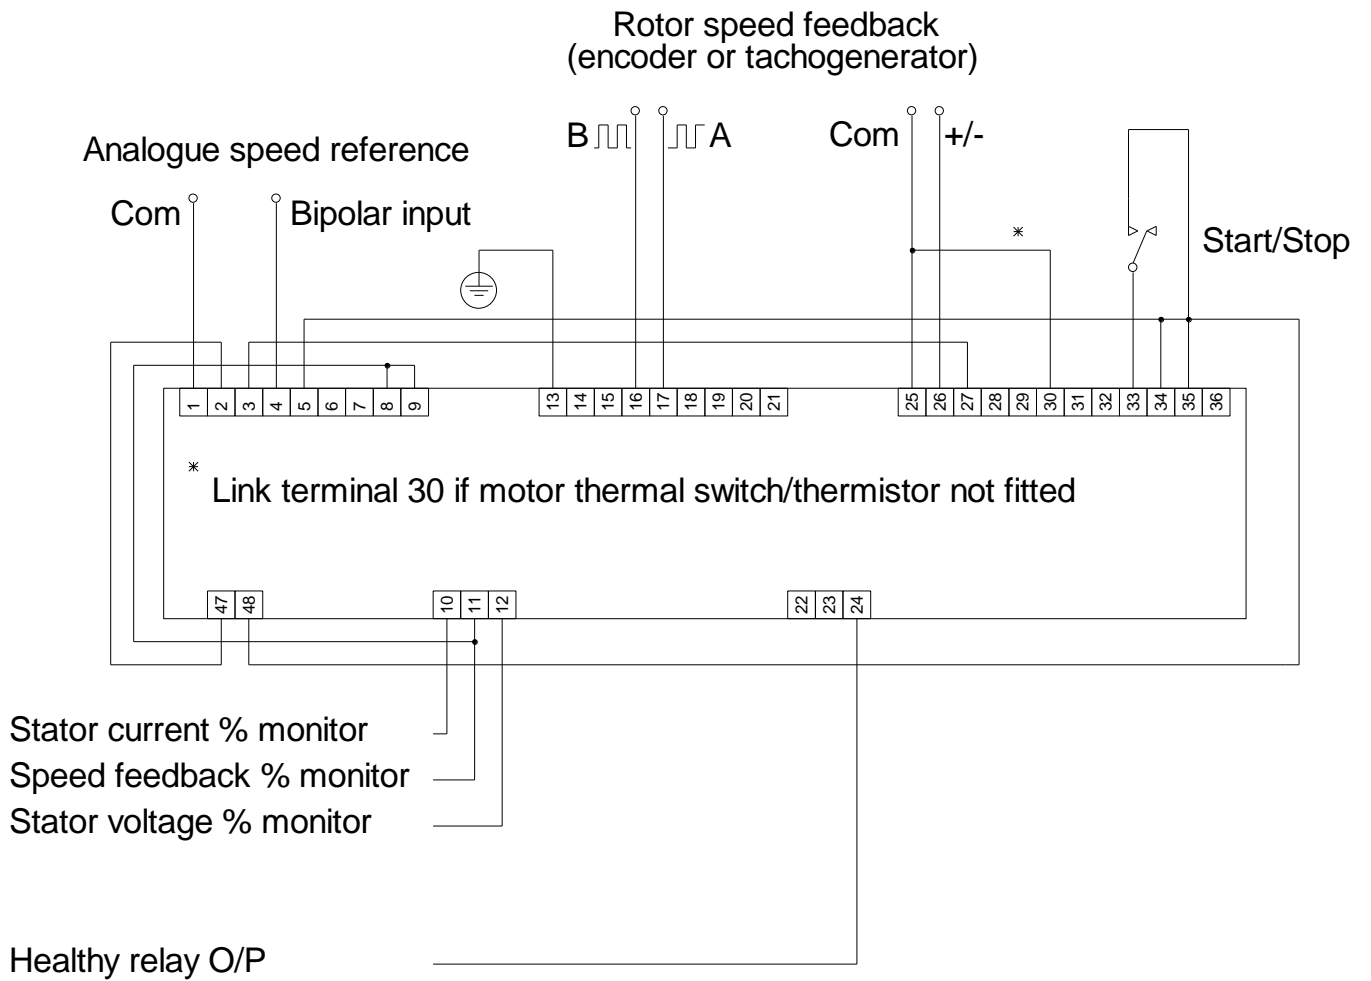 Rotor speed feedback
(encoder or tachogenerator)
B A Com +/-
Analogue speed reference
Com Bipolar input
* Start/Stop
1 2 3 4 5 6 7 8 9 13 14 15 16 17 18 19 20 21 25 26 27 28 29 30 31 32 33 34 35 36
* Link terminal 30 if motor thermal switch/thermistor not fitted
47 48 10 11 12 22 23 24
Stator current % monitor
Speed feedback % monitor
Stator voltage % monitor
Healthy relay O/P